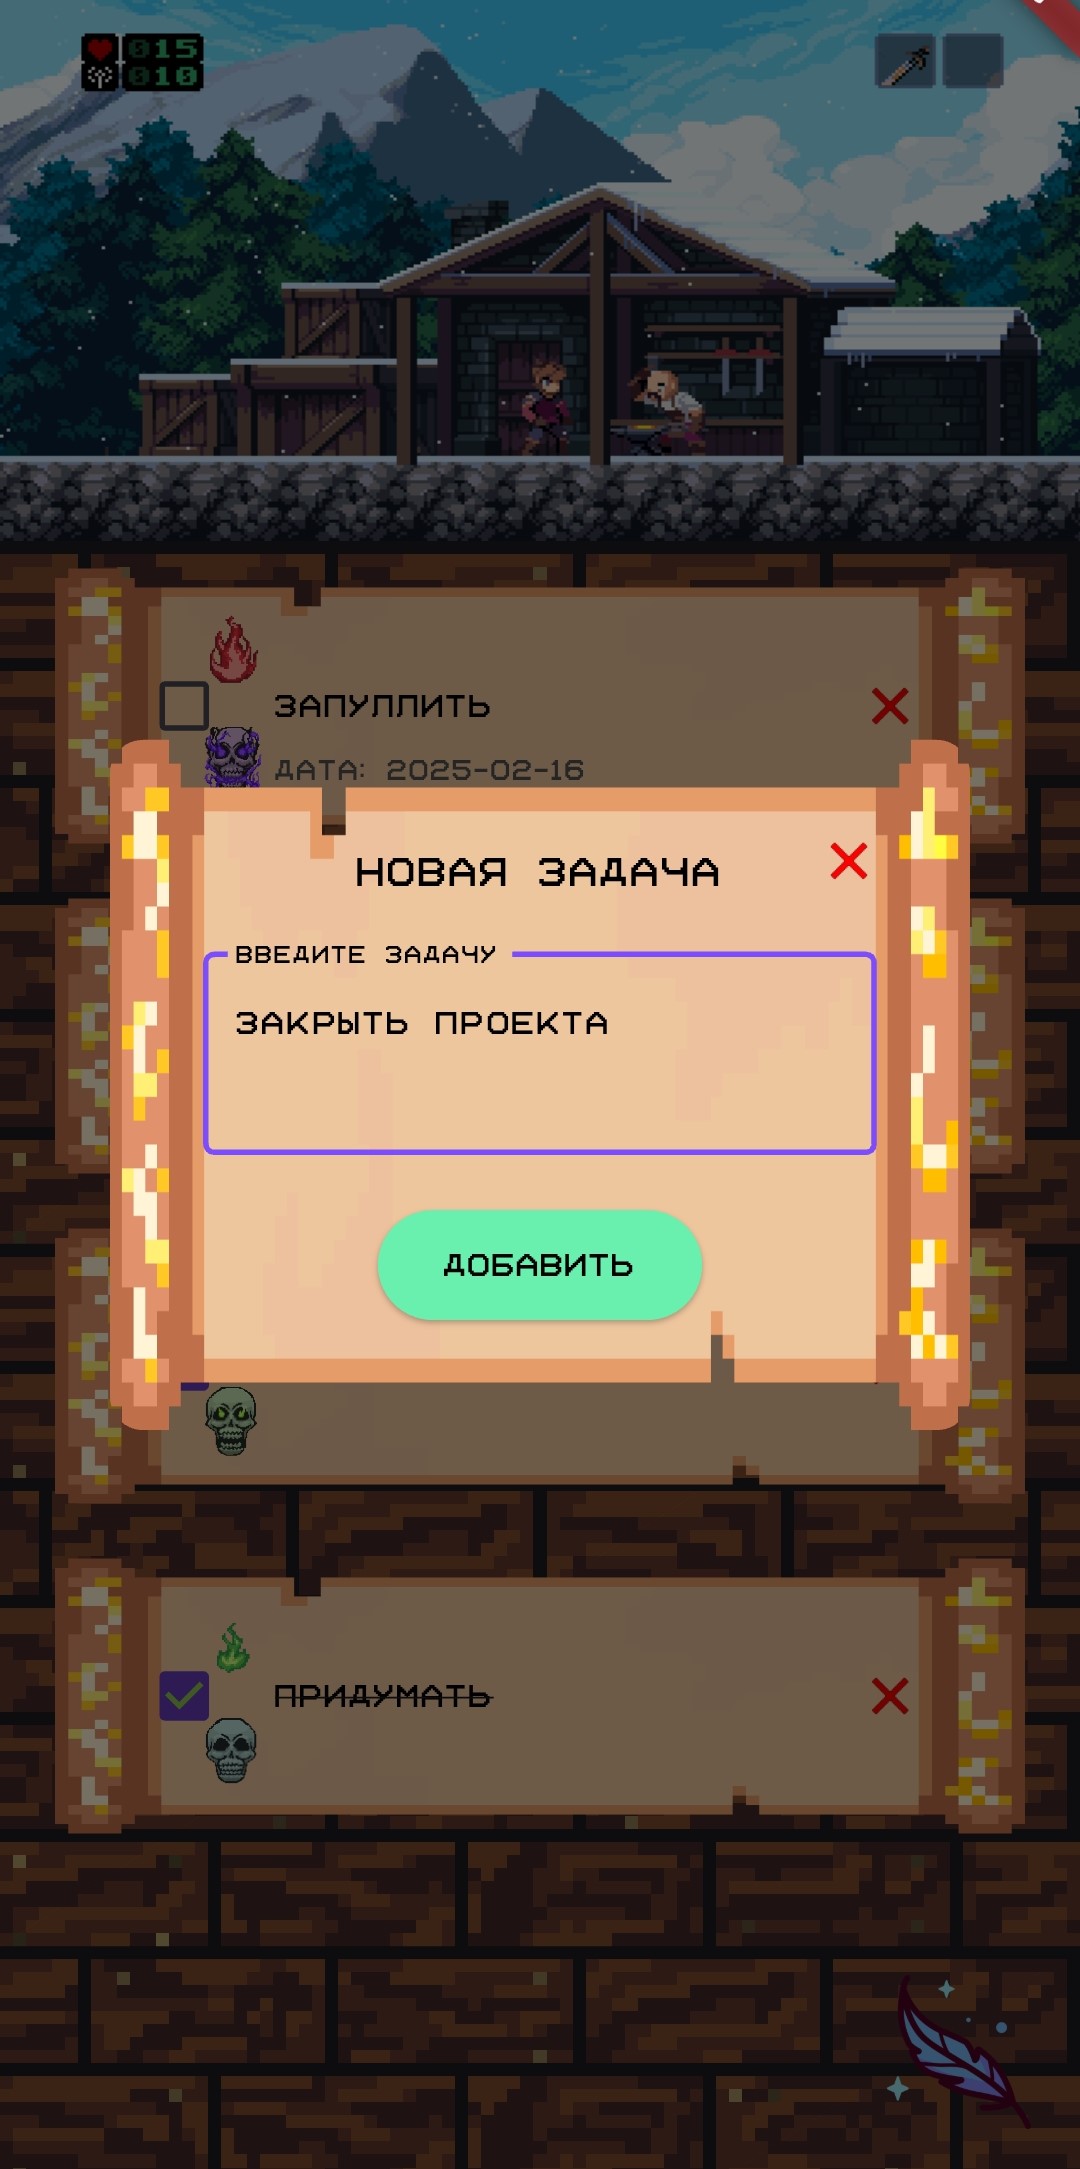 015
010
ЗАПУЛЛИТЬ
ДАТА: 2025-02-16
НОВАЯ ЗАДАЧА
ВВЕДИТЕ ЗАДАЧУ
ЗАКРЫТЬ ПРОЕКТА
ДОБАВИТЬ
ПРИДУМАТЬ